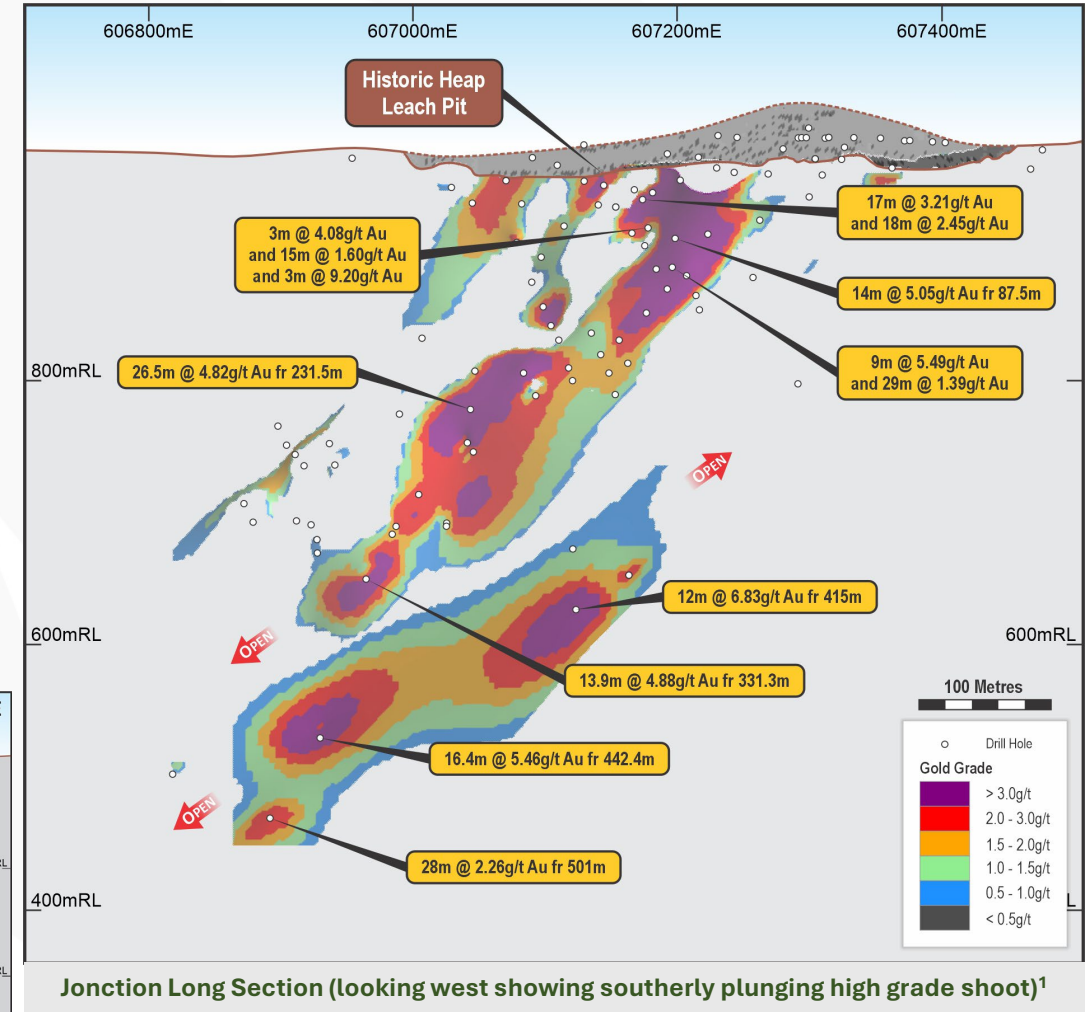 606800mE
607000mE
607200mE
607400mE
Historic Heap
Leach Pit
17m @ 3.21g/t Au
and 18m @ 2.45g/t Au
3m @ 4.08g/t Au
and 15m @ 1.60g/t Au
and 3m @ 9.20g/t Au
14m @ 5.05g/t Au fr 87.5m
9m @ 5.49g/t Au
and 29m @ 1.39g/t Au
800mRL
26.5m @ 4.82g/t Au fr 231.5m
OPEN
12m @ 6.83g/t Au fr 415m
600mRL
600mRL
OPEN
13.9m @ 4.88g/t Au fr 331.3m
100 Metres
16.4m @ 5.46g/t Au fr 442.4m
OPEN
28m @ 2.26g/t Au fr 501m
400mRL
Drill Hole
Gold Grade
> 3.0g/t
2.0 - 3.0g/t
1.5 - 2.0g/t
1.0 - 1.5g/t
0.5 - 1.0g/t
< 0.5g/t
Jonction Long Section (looking west showing southerly plunging high grade shoot)¹